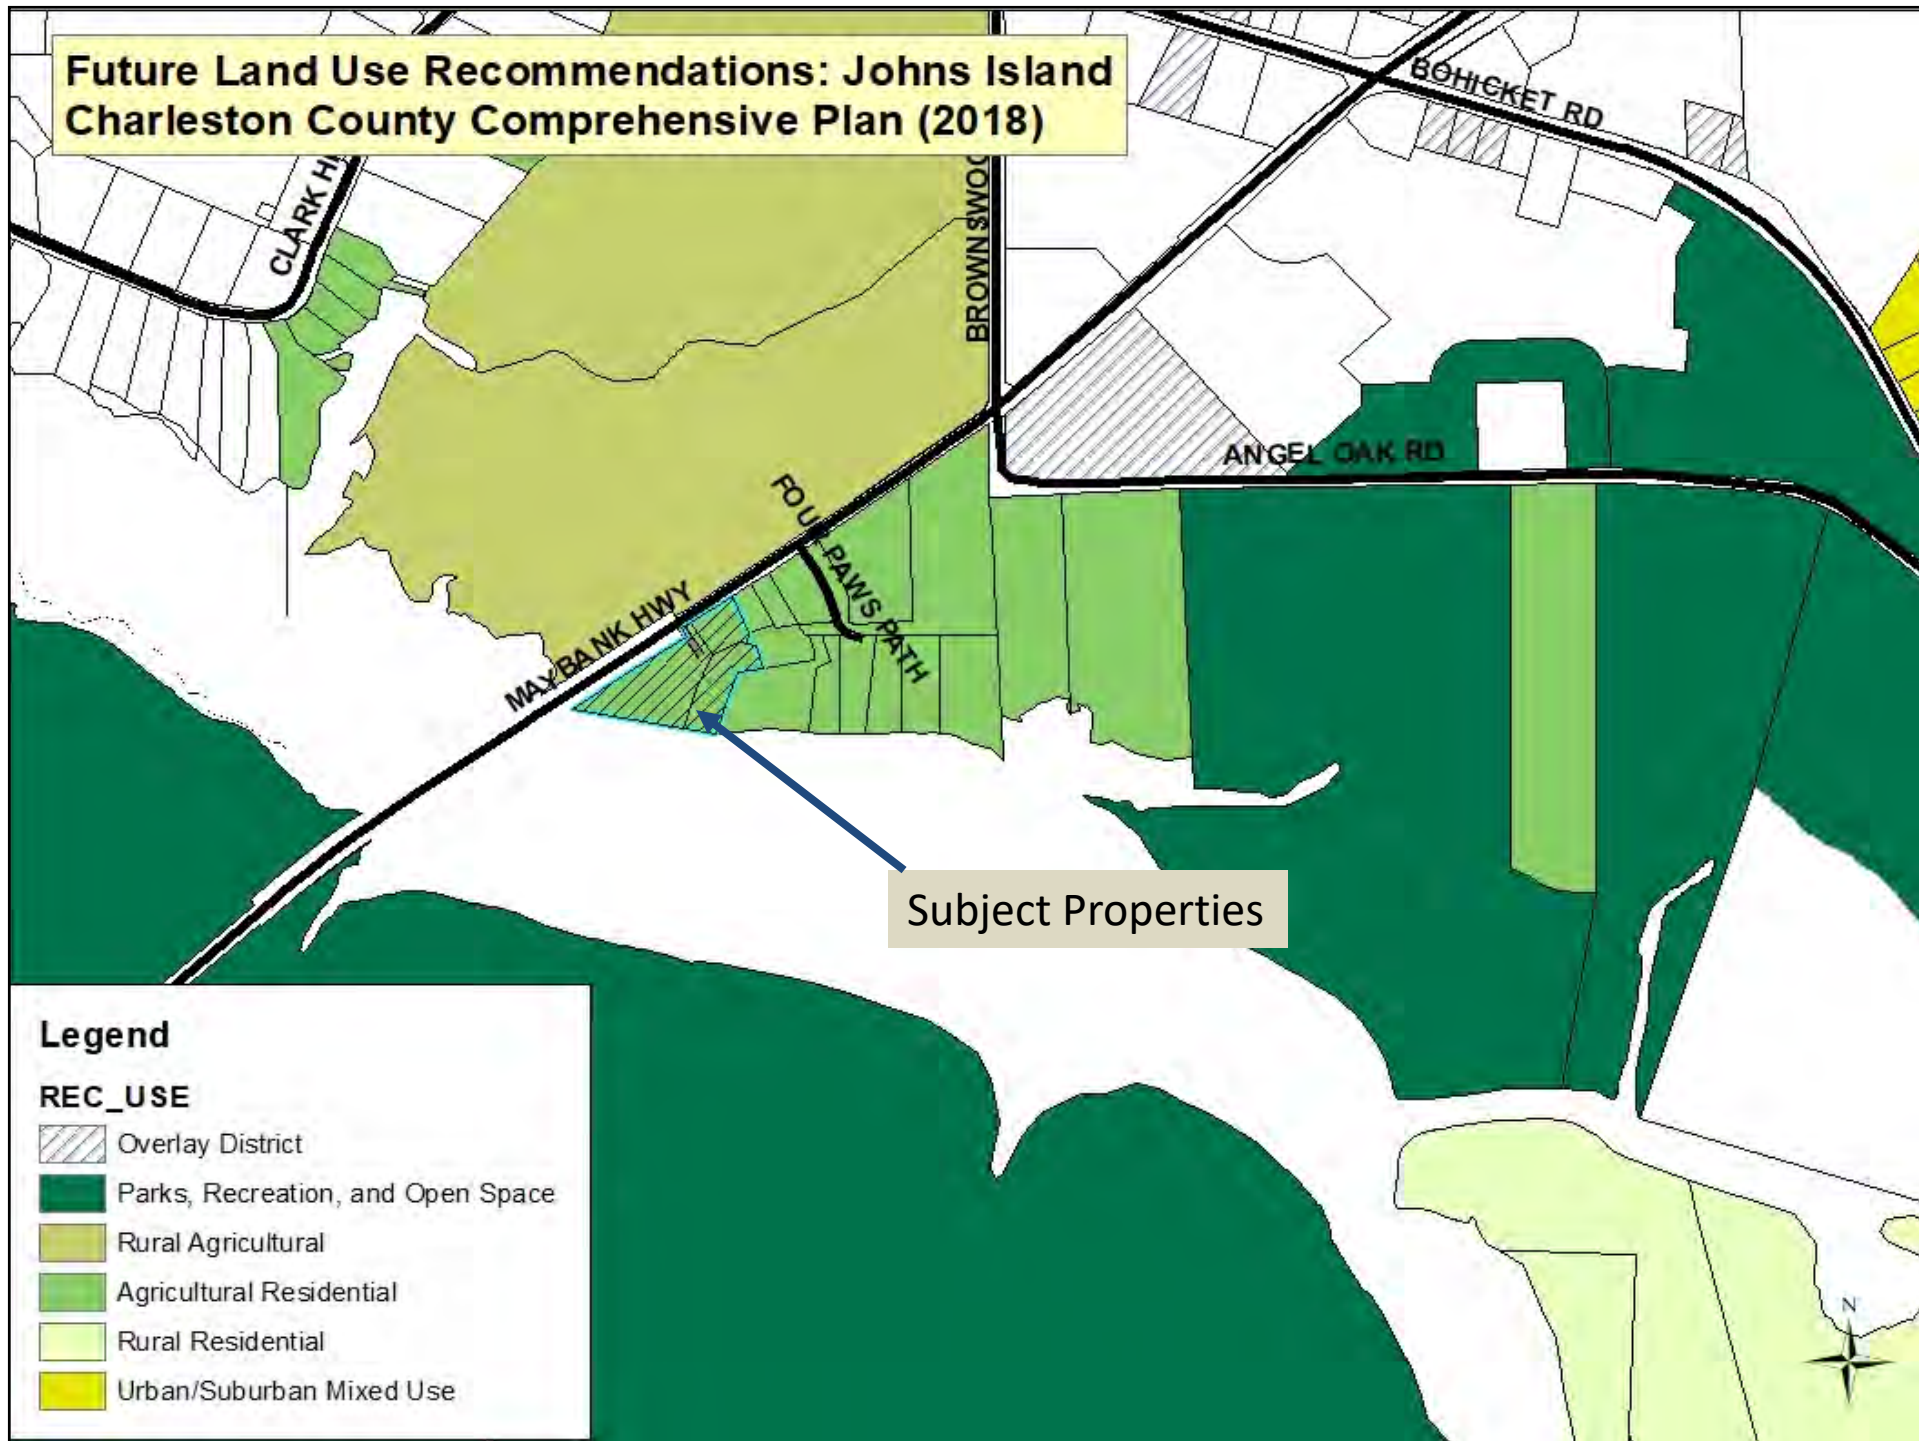 Future Land Use Recommendations: Johns Island
Charleston County Comprehensive Plan (2018)
BOHICKET RD
CLARK HI
BROWNSWOO
ANGEL OAK RD
FOUR PAWS PATH
MAYBANK HWY
Subject Properties
Legend
REC_USE
Overlay District
Parks, Recreation, and Open Space
Rural Agricultural
Agricultural Residential
Rural Residential
Urban/Suburban Mixed Use
N